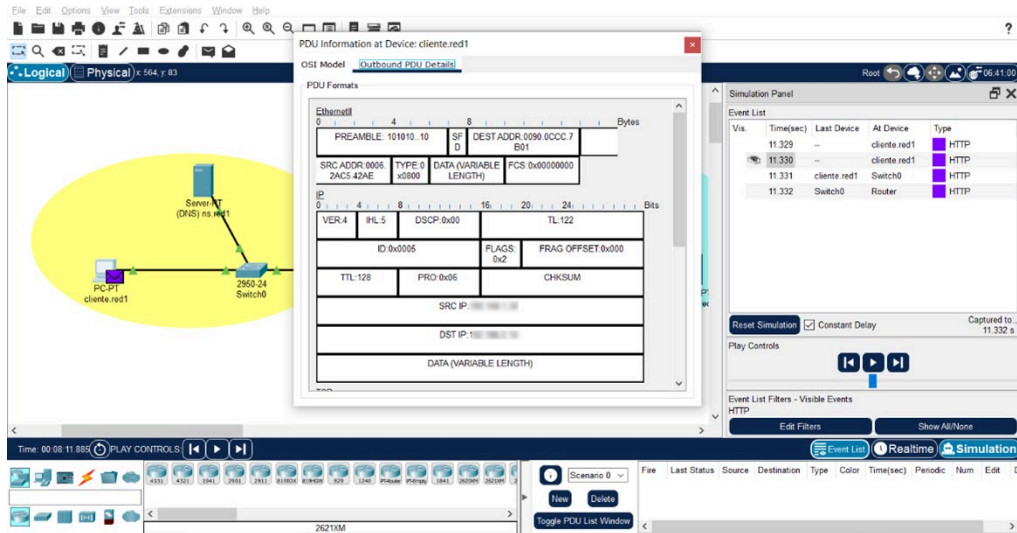 File Edit Options View Tools Extensions Window Help
?
PDU Information at Device: cliente.red1
OSI Model Outbound PDU Details
Logical Physical x: 564, y: 83
Root 06:41:00
PDU Formats
EthernetII
0 4 8 Bytes
PREAMBLE: 101010..10 SF D DEST ADDR:0090.0CCC.7 B01
SRC ADDR:0006. 2AC5.42AE TYPE:0 x0800 DATA (VARIABLE LENGTH) FCS:0x00000000
IP
0 4 8 16 20 24 Bits
VER:4 IHL:5 DSCP:0x00 TL:122
ID:0x0005 FLAGS: 0x2 FRAG OFFSET:0x000
TTL:128 PRO:0x06 CHKSUM
SRC IP:
DST IP:1
DATA (VARIABLE LENGTH)
TCP
Server-PT
(DNS) ns.red1
PC-PT
cliente.red1
2950-24
Switch0
Simulation Panel
Event List
Vis. Time(sec) Last Device At Device Type
11.329 -- cliente.red1 HTTP
11.330 -- cliente.red1 HTTP
11.331 cliente.red1 Switch0 HTTP
11.332 Switch0 Router HTTP
Reset Simulation Constant Delay
Captured to:
11.332 s
Play Controls
Event List Filters - Visible Events
HTTP
Edit Filters Show All/None
Time: 00:08:11.885 PLAY CONTROLS:
Event List Realtime Simulation
4331 4321 1941 2901 2911 819IOX 819HGW 829 1240 PT-Router PT-Empty 1841 2620XM 2621XM
2621XM
Scenario 0
New Delete
Toggle PDU List Window
Fire Last Status Source Destination Type Color Time(sec) Periodic Num Edit